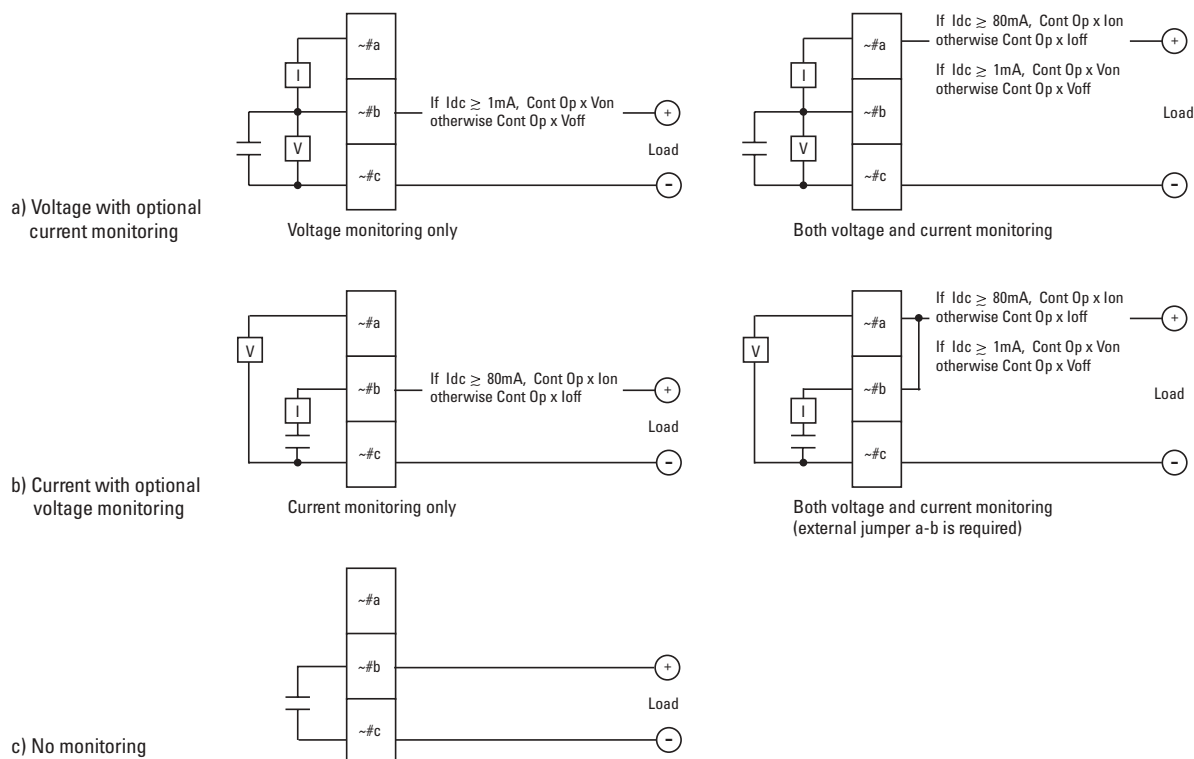 ~#a
I
~#b
If Idc ≳ 1mA, Cont Op x Von
otherwise Cont Op x Voff
+
V
Load
~#c
-
Voltage monitoring only
~#a
If Idc ≳ 80mA, Cont Op x Ion
otherwise Cont Op x Ioff
+
I
If Idc ≳ 1mA, Cont Op x Von
otherwise Cont Op x Voff
~#b
Load
V
~#c
-
Both voltage and current monitoring
a) Voltage with optional
current monitoring
~#a
V
~#b
If Idc ≳ 80mA, Cont Op x Ion
otherwise Cont Op x Ioff
+
I
Load
~#c
-
Current monitoring only
~#a
If Idc ≳ 80mA, Cont Op x Ion
otherwise Cont Op x Ioff
+
V
If Idc ≳ 1mA, Cont Op x Von
otherwise Cont Op x Voff
~#b
Load
I
~#c
-
Both voltage and current monitoring
(external jumper a-b is required)
b) Current with optional
voltage monitoring
~#a
~#b
+
Load
~#c
-
c) No monitoring